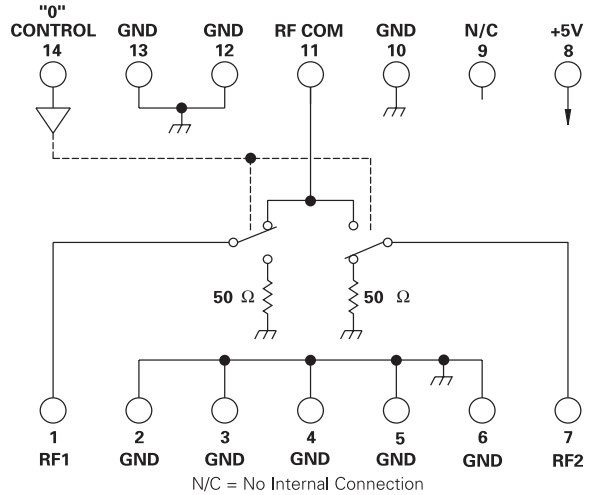 "0"
CONTROL GND GND RF COM GND N/C +5V
14 13 12 11 10 9 8
50 Ω 50 Ω
1 2 3 4 5 6 7
RF1 GND GND GND GND GND RF2
N/C = No Internal Connection